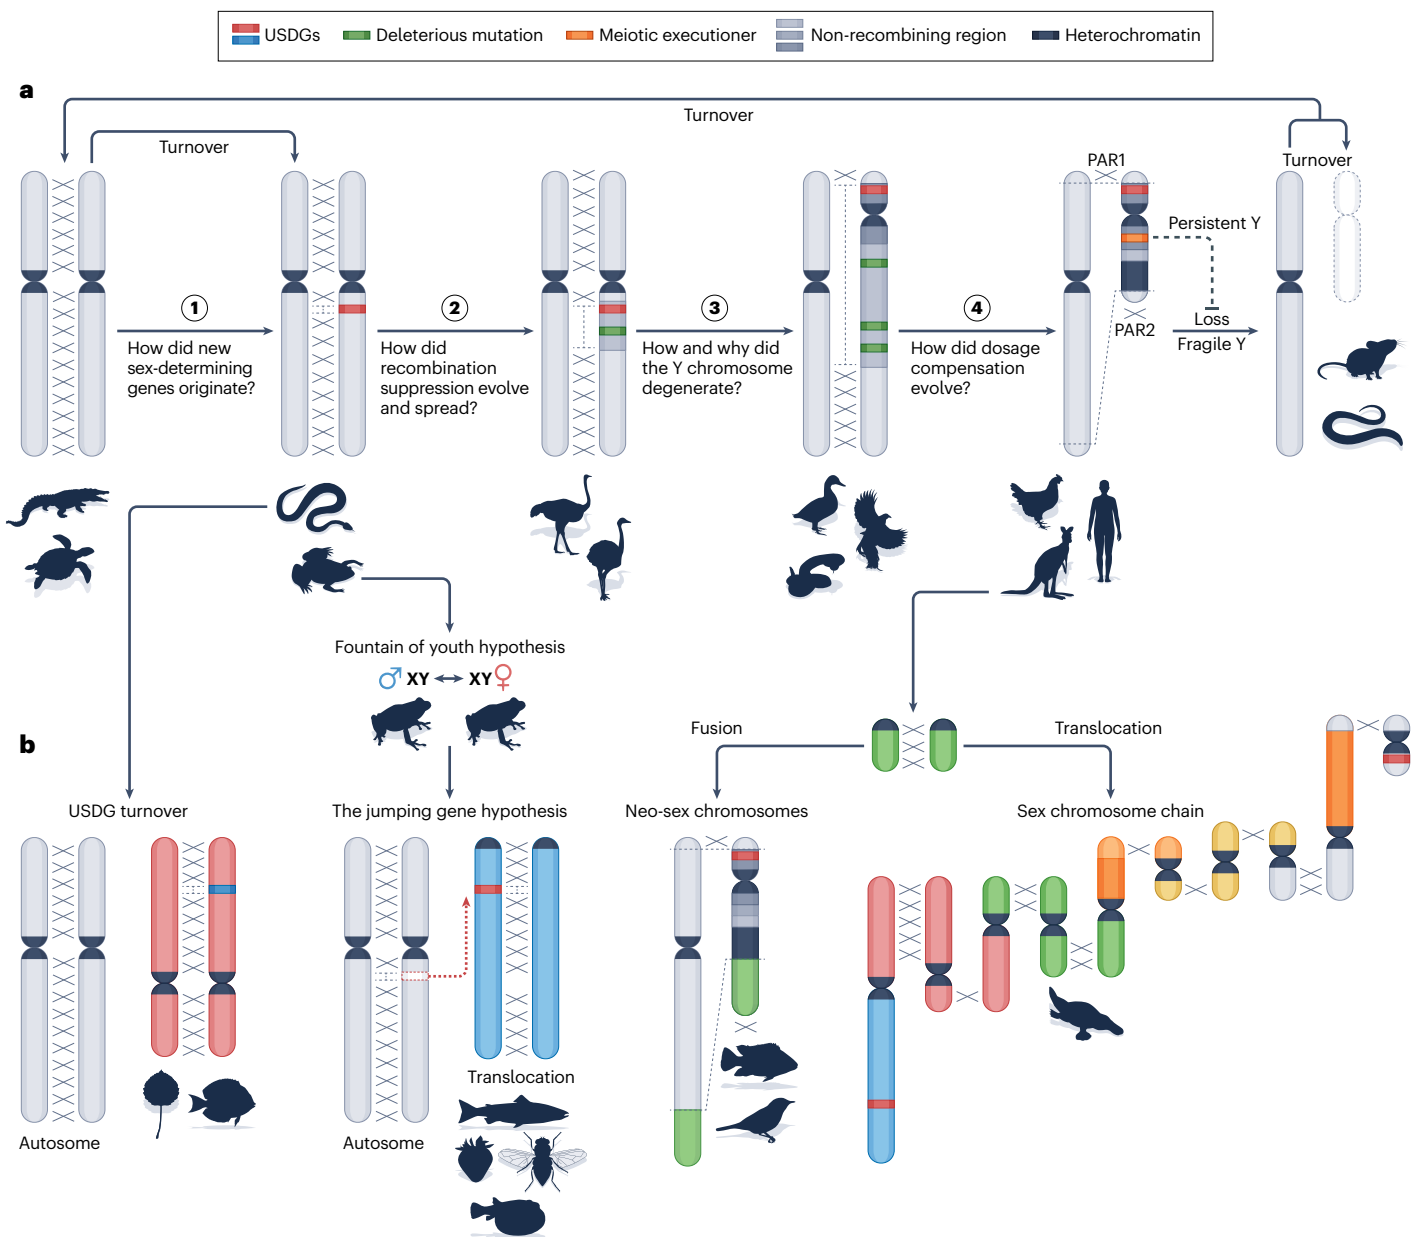 USDGs
Deleterious mutation
Meiotic executioner
Non-recombining region
Heterochromatin
a
Turnover
Turnover
PAR1
Turnover
Persistent Y
1
2
3
4
How did new
sex-determining
genes originate?
How did
recombination
suppression evolve
and spread?
How and why did
the Y chromosome
degenerate?
How did dosage
compensation
evolve?
PAR2
Loss
Fragile Y
Fountain of youth hypothesis
♂ XY ↔ XY ♀
b
Fusion
Translocation
USDG turnover
The jumping gene hypothesis
Neo-sex chromosomes
Sex chromosome chain
Translocation
Autosome
Autosome